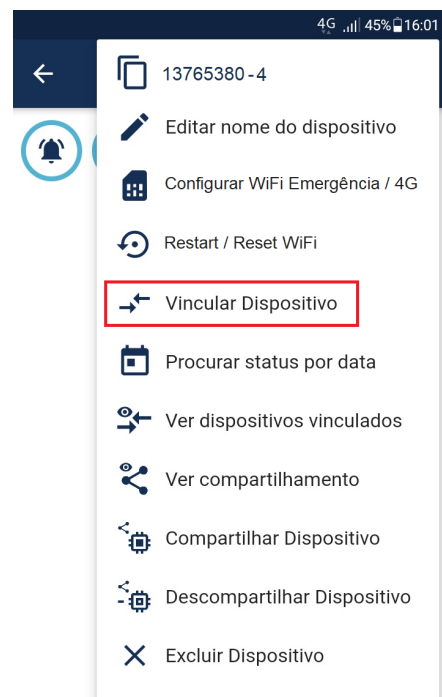 4G 45% 16:01
13765380-4
Editar nome do dispositivo
Configurar WiFi Emergência / 4G
Restart / Reset WiFi
Vincular Dispositivo
Procurar status por data
Ver dispositivos vinculados
Ver compartilhamento
Compartilhar Dispositivo
Descompartilhar Dispositivo
Excluir Dispositivo